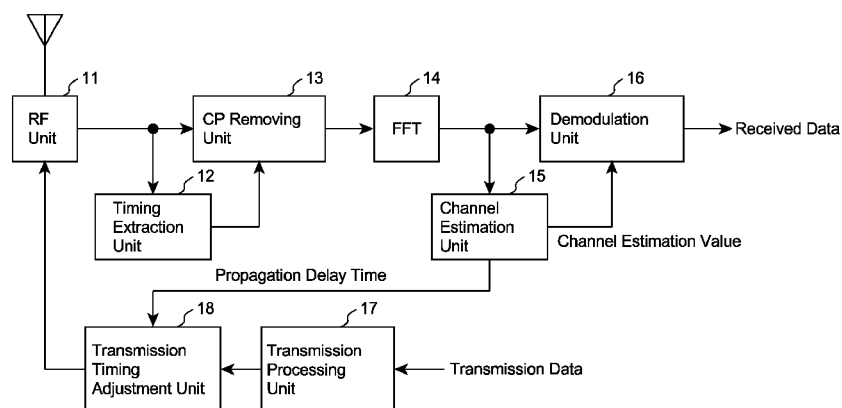 11
RF
Unit
13
CP Removing
Unit
14
FFT
16
Demodulation
Unit
Received Data
12
Timing
Extraction
Unit
15
Channel
Estimation
Unit
Channel Estimation Value
Propagation Delay Time
18
Transmission
Timing
Adjustment Unit
17
Transmission
Processing
Unit
Transmission Data